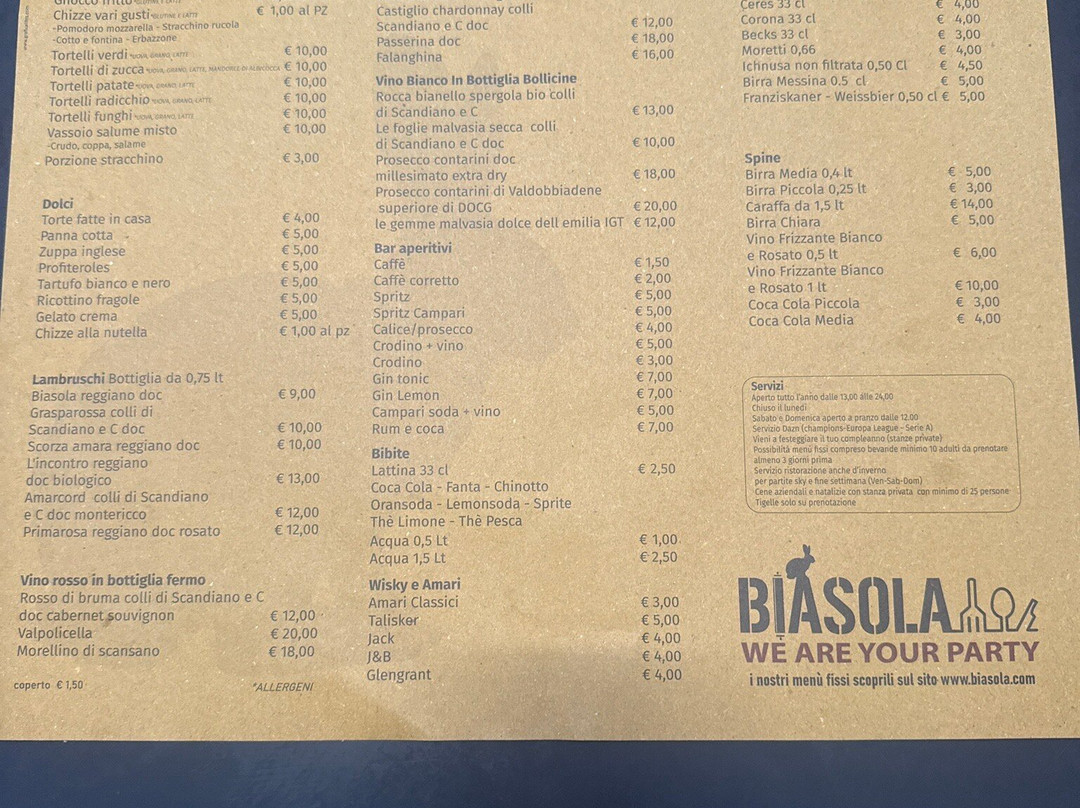 Gnocco fritto
Chizze vari gusti *GLUTINE E LATTE € 1,00 al PZ
-Pomodoro mozzarella - Stracchino rucola
-Cotto e fontina - Erbazzone
Tortelli verdi *UOVA, GRANO, LATTE € 10,00
Tortelli di zucca *UOVA, GRANO, LATTE, MANDORLE DI ALBICOCCA € 10,00
Tortelli patate *UOVA, GRANO, LATTE € 10,00
Tortelli radicchio *UOVA, GRANO, LATTE € 10,00
Tortelli funghi *UOVA, GRANO, LATTE € 10,00
Vassoio salume misto € 10,00
-Crudo, coppa, salame
Porzione stracchino € 3,00
Dolci
Torte fatte in casa € 4,00
Panna cotta € 5,00
Zuppa inglese € 5,00
Profiteroles € 5,00
Tartufo bianco e nero € 5,00
Ricottino fragole € 5,00
Gelato crema € 5,00
Chizze alla nutella € 1,00 al pz
Lambruschi Bottiglia da 0,75 lt
Biasola reggiano doc € 9,00
Grasparossa colli di
Scandiano e C doc € 10,00
Scorza amara reggiano doc € 10,00
L'incontro reggiano
doc biologico € 13,00
Amarcord colli di Scandiano
e C doc montericco € 12,00
Primarosa reggiano doc rosato € 12,00
Vino rosso in bottiglia fermo
Rosso di bruma colli di Scandiano e C
doc cabernet souvignon € 12,00
Valpolicella € 20,00
Morellino di scansano € 18,00
coperto € 1,50
*ALLERGENI
Castiglio chardonnay colli
Scandiano e C doc € 12,00
Passerina doc € 18,00
Falanghina € 16,00
Vino Bianco In Bottiglia Bollicine
Rocca bianello spergola bio colli
di Scandiano e C € 13,00
Le foglie malvasia secca colli
di Scandiano e C doc € 10,00
Prosecco contarini doc
millesimato extra dry € 18,00
Prosecco contarini di Valdobbiadene
superiore di DOCG € 20,00
le gemme malvasia dolce dell emilia IGT € 12,00
Bar aperitivi
Caffè € 1,50
Caffè corretto € 2,00
Spritz € 5,00
Spritz Campari € 5,00
Calice/prosecco € 4,00
Crodino + vino € 5,00
Crodino € 3,00
Gin tonic € 7,00
Gin Lemon € 7,00
Campari soda + vino € 5,00
Rum e coca € 7,00
Bibite
Lattina 33 cl € 2,50
Coca Cola - Fanta - Chinotto
Oransoda - Lemonsoda - Sprite
Thè Limone - Thè Pesca
Acqua 0,5 Lt € 1,00
Acqua 1,5 Lt € 2,50
Wisky e Amari
Amari Classici € 3,00
Talisker € 5,00
Jack € 4,00
J&B € 4,00
Glengrant € 4,00
Ceres 33 cl € 4,00
Corona 33 cl € 4,00
Becks 33 cl € 3,00
Moretti 0,66 € 4,00
Ichnusa non filtrata 0,50 Cl € 4,50
Birra Messina 0.5 cl € 5,00
Franziskaner - Weissbier 0,50 cl € 5,00
Spine
Birra Media 0,4 lt € 5,00
Birra Piccola 0,25 lt € 3,00
Caraffa da 1,5 lt € 14,00
Birra Chiara € 5,00
Vino Frizzante Bianco
e Rosato 0,5 lt € 6,00
Vino Frizzante Bianco
e Rosato 1 lt € 10,00
Coca Cola Piccola € 3,00
Coca Cola Media € 4,00
Servizi
Aperto tutto l'anno dalle 13,00 alle 24,00
Chiuso il lunedì
Sabato e Domenica aperto a pranzo dalle 12.00
Servizio Dazn (champions-Europa League - Serie A)
Vieni a festeggiare il tuo compleanno (stanze private)
Possibilità menù fissi compreso bevande minimo 10 adulti da prenotare
almeno 3 giorni prima
Servizio ristorazione anche d'inverno
per partite sky e fine settimana (Ven-Sab-Dom)
Cene aziendali e natalizie con stanza privata con minimo di 25 persone
Tigelle solo su prenotazione
BIASOLA
WE ARE YOUR PARTY
i nostri menù fissi scoprili sul sito www.biasola.com